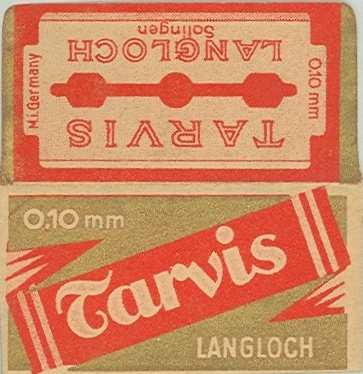 M.i.Germany
0,10 mm
TARVIS
Solingen
LANGLOCH
0,10 mm
Tarvis
LANGLOCH